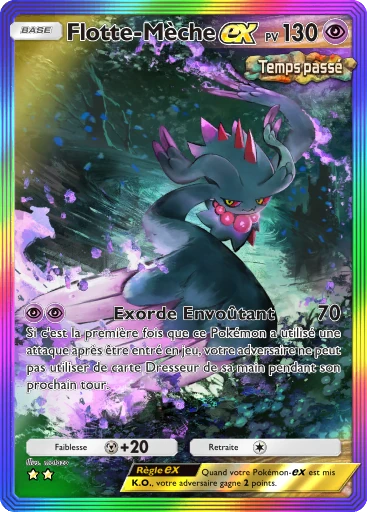 BASE Flotte-Mèche ex PV 130
Temps passé
Exorde Envoûtant 70
Si c'est la première fois que ce Pokémon a utilisé une
attaque après être entré en jeu, votre adversaire ne peut
pas utiliser de carte Dresseur de sa main pendant son
prochain tour.
Faiblesse +20 Retraite
Illus.
Règle ex Quand votre Pokémon-ex est mis
K.O., votre adversaire gagne 2 points.